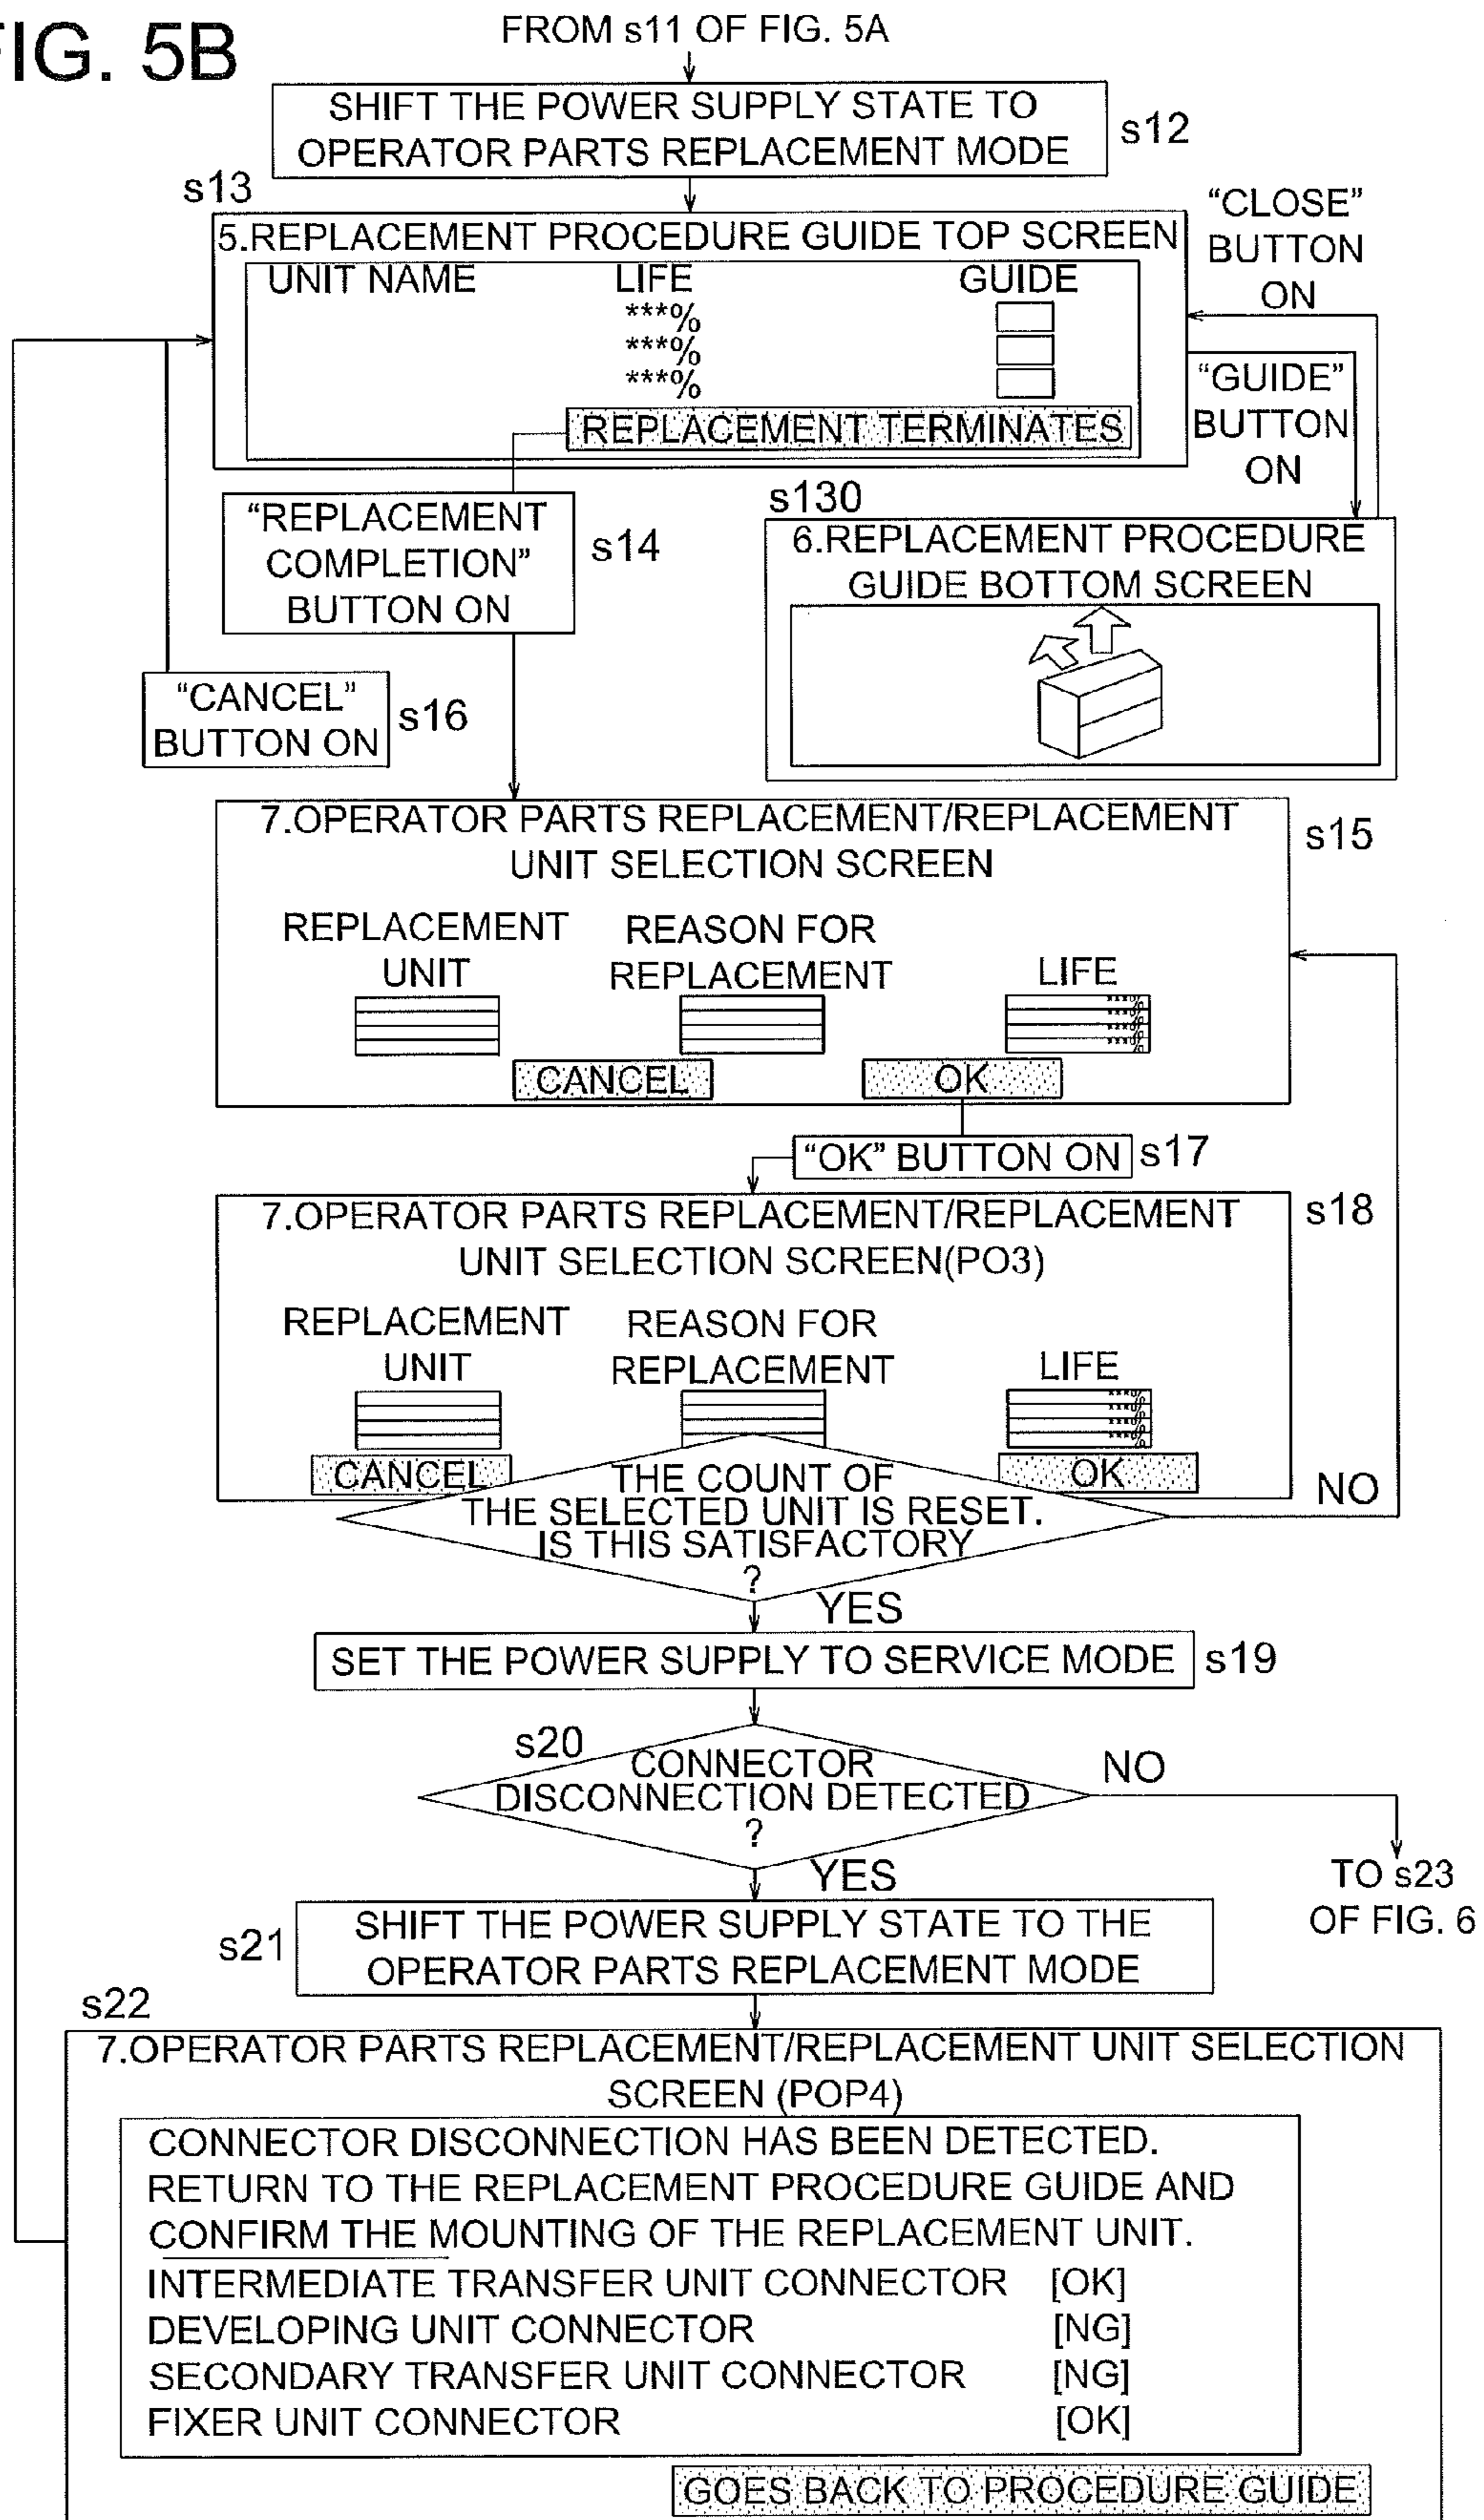 FIG. 5B
FROM s11 OF FIG. 5A
SHIFT THE POWER SUPPLY STATE TO
OPERATOR PARTS REPLACEMENT MODE
s12
s13
5.REPLACEMENT PROCEDURE GUIDE TOP SCREEN
UNIT NAME LIFE GUIDE
***%
***%
***%
REPLACEMENT TERMINATES
“CLOSE”
BUTTON
ON
“GUIDE”
BUTTON
ON
“REPLACEMENT
COMPLETION”
BUTTON ON
s14
s130
6.REPLACEMENT PROCEDURE
GUIDE BOTTOM SCREEN
“CANCEL”
BUTTON ON
s16
7.OPERATOR PARTS REPLACEMENT/REPLACEMENT
UNIT SELECTION SCREEN
s15
REPLACEMENT
UNIT
REASON FOR
REPLACEMENT
LIFE
***%
***%
***%
***%
CANCEL OK
“OK” BUTTON ON
s17
7.OPERATOR PARTS REPLACEMENT/REPLACEMENT
UNIT SELECTION SCREEN(PO3)
s18
REPLACEMENT
UNIT
REASON FOR
REPLACEMENT
LIFE
***%
***%
***%
***%
CANCEL OK
THE COUNT OF
THE SELECTED UNIT IS RESET.
IS THIS SATISFACTORY
?
NO
YES
SET THE POWER SUPPLY TO SERVICE MODE
s19
s20
CONNECTOR
DISCONNECTION DETECTED
?
NO
YES
TO s23
OF FIG. 6
s21
SHIFT THE POWER SUPPLY STATE TO THE
OPERATOR PARTS REPLACEMENT MODE
s22
7.OPERATOR PARTS REPLACEMENT/REPLACEMENT UNIT SELECTION
SCREEN (POP4)
CONNECTOR DISCONNECTION HAS BEEN DETECTED.
RETURN TO THE REPLACEMENT PROCEDURE GUIDE AND
CONFIRM THE MOUNTING OF THE REPLACEMENT UNIT.
INTERMEDIATE TRANSFER UNIT CONNECTOR [OK]
DEVELOPING UNIT CONNECTOR [NG]
SECONDARY TRANSFER UNIT CONNECTOR [NG]
FIXER UNIT CONNECTOR [OK]
GOES BACK TO PROCEDURE GUIDE